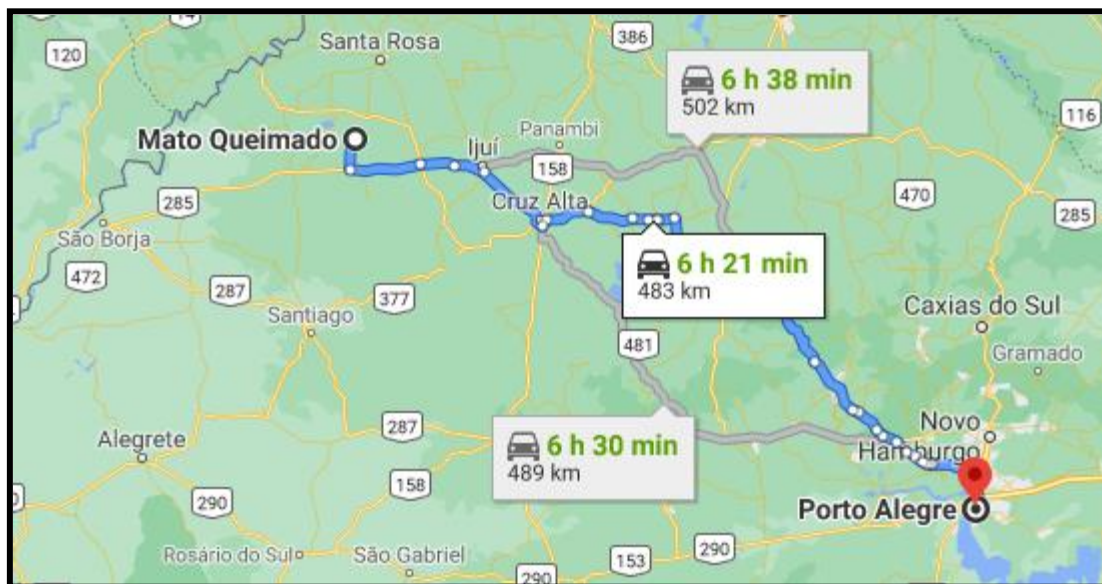 14
120
Santa Rosa
386
6 h 38 min
502 km
116
Mato Queimado
Panambi
Ijuí
158
470
285
Cruz Alta
285
São Borja
6 h 21 min
483 km
472
287
377
Santiago
Caxias do Sul
481
Gramado
287
Novo
Hamburgo
Alegrete
6 h 30 min
489 km
158
290
Porto Alegre
Rosário do Sul
São Gabriel
153
290
290